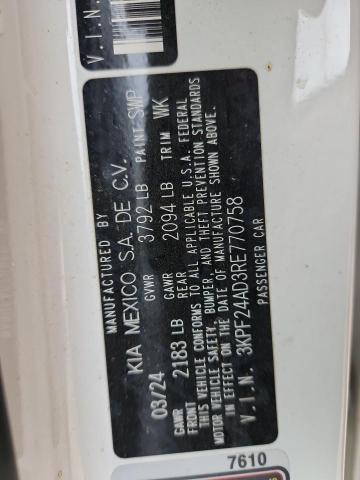 V.I.N.
MANUFACTURED BY
KIA MEXICO S.A. DE C.V.
GVWR 3792 LB PAINT SWP
03/24
GAWR 2183 LB GAWR 2094 LB TRIM WK
FRONT REAR
THIS VEHICLE CONFORMS TO ALL APPLICABLE U.S.A. FEDERAL
MOTOR VEHICLE SAFETY, BUMPER, AND THEFT PREVENTION STANDARDS
IN EFFECT ON THE DATE OF MANUFACTURE SHOWN ABOVE.
V.I.N. 3KPF24AD3RE770758
PASSENGER CAR
7610